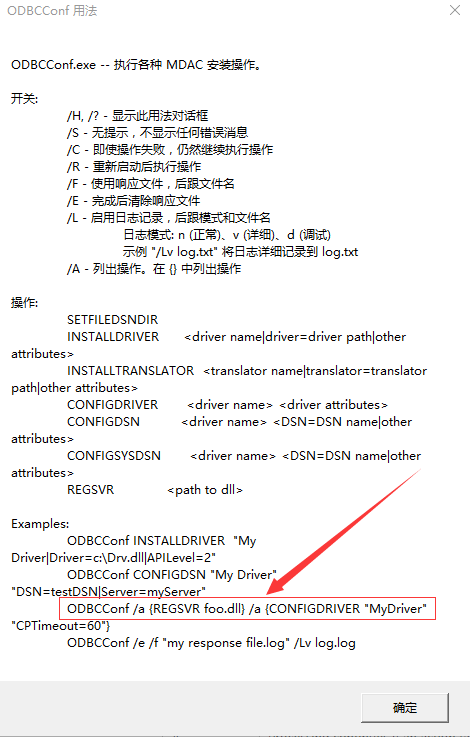 ODBCConf 用法
ODBCConf.exe -- 执行各种 MDAC 安装操作。
开关:
/H, /? - 显示此用法对话框
/S - 无提示，不显示任何错误消息
/C - 即使操作失败，仍然继续执行操作
/R - 重新启动后执行操作
/F - 使用响应文件，后跟文件名
/E - 完成后清除响应文件
/L - 启用日志记录，后跟模式和文件名
日志模式: n (正常)、v (详细)、d (调试)
示例 "/Lv log.txt" 将日志详细记录到 log.txt
/A - 列出操作。在 {} 中列出操作
操作:
SETFILEDSNDIR
INSTALLDRIVER <driver name|driver=driver path|other
attributes>
INSTALLTRANSLATOR <translator name|translator=translator
path|other attributes>
CONFIGDRIVER <driver name> <driver attributes>
CONFIGDSN <driver name> <DSN=DSN name|other
attributes>
CONFIGSYSDSN <driver name> <DSN=DSN name|other
attributes>
REGSVR <path to dll>
Examples:
ODBCConf INSTALLDRIVER "My
Driver|Driver=c:\Drv.dll|APILevel=2"
ODBCConf CONFIGDSN "My Driver"
"DSN=testDSN|Server=myServer"
ODBCConf /a {REGSVR foo.dll} /a {CONFIGDRIVER "MyDriver"
"CPTimeout=60"}
ODBCConf /e /f "my response file.log" /Lv log.log
确定